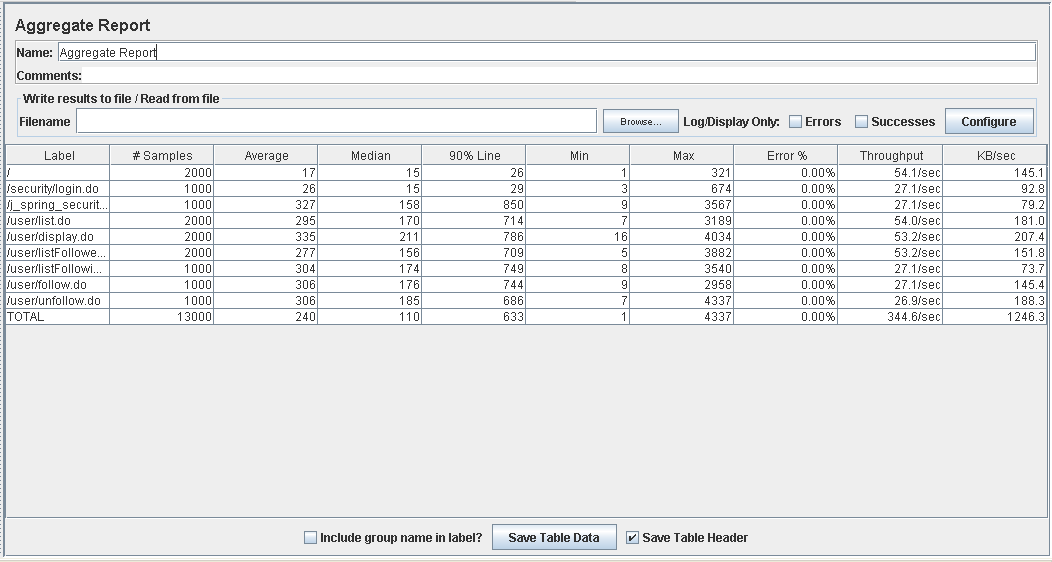 Aggregate Report
Name: Aggregate Report
Comments:
Write results to file / Read from file
Filename Browse... Log/Display Only: Errors Successes Configure
Label # Samples Average Median 90% Line Min Max Error % Throughput KB/sec
/ 2000 17 15 26 1 321 0.00% 54.1/sec 145.1
/security/login.do 1000 26 15 29 3 674 0.00% 27.1/sec 92.8
/j_spring_securit... 1000 327 158 850 9 3567 0.00% 27.1/sec 79.2
/user/list.do 2000 295 170 714 7 3189 0.00% 54.0/sec 181.0
/user/display.do 2000 335 211 786 16 4034 0.00% 53.2/sec 207.4
/user/listFollowe... 2000 277 156 709 5 3882 0.00% 53.2/sec 151.8
/user/listFollowi... 1000 304 174 749 8 3540 0.00% 27.1/sec 73.7
/user/follow.do 1000 306 176 744 9 2958 0.00% 27.1/sec 145.4
/user/unfollow.do 1000 306 185 686 7 4337 0.00% 26.9/sec 188.3
TOTAL 13000 240 110 633 1 4337 0.00% 344.6/sec 1246.3
Include group name in label? Save Table Data Save Table Header